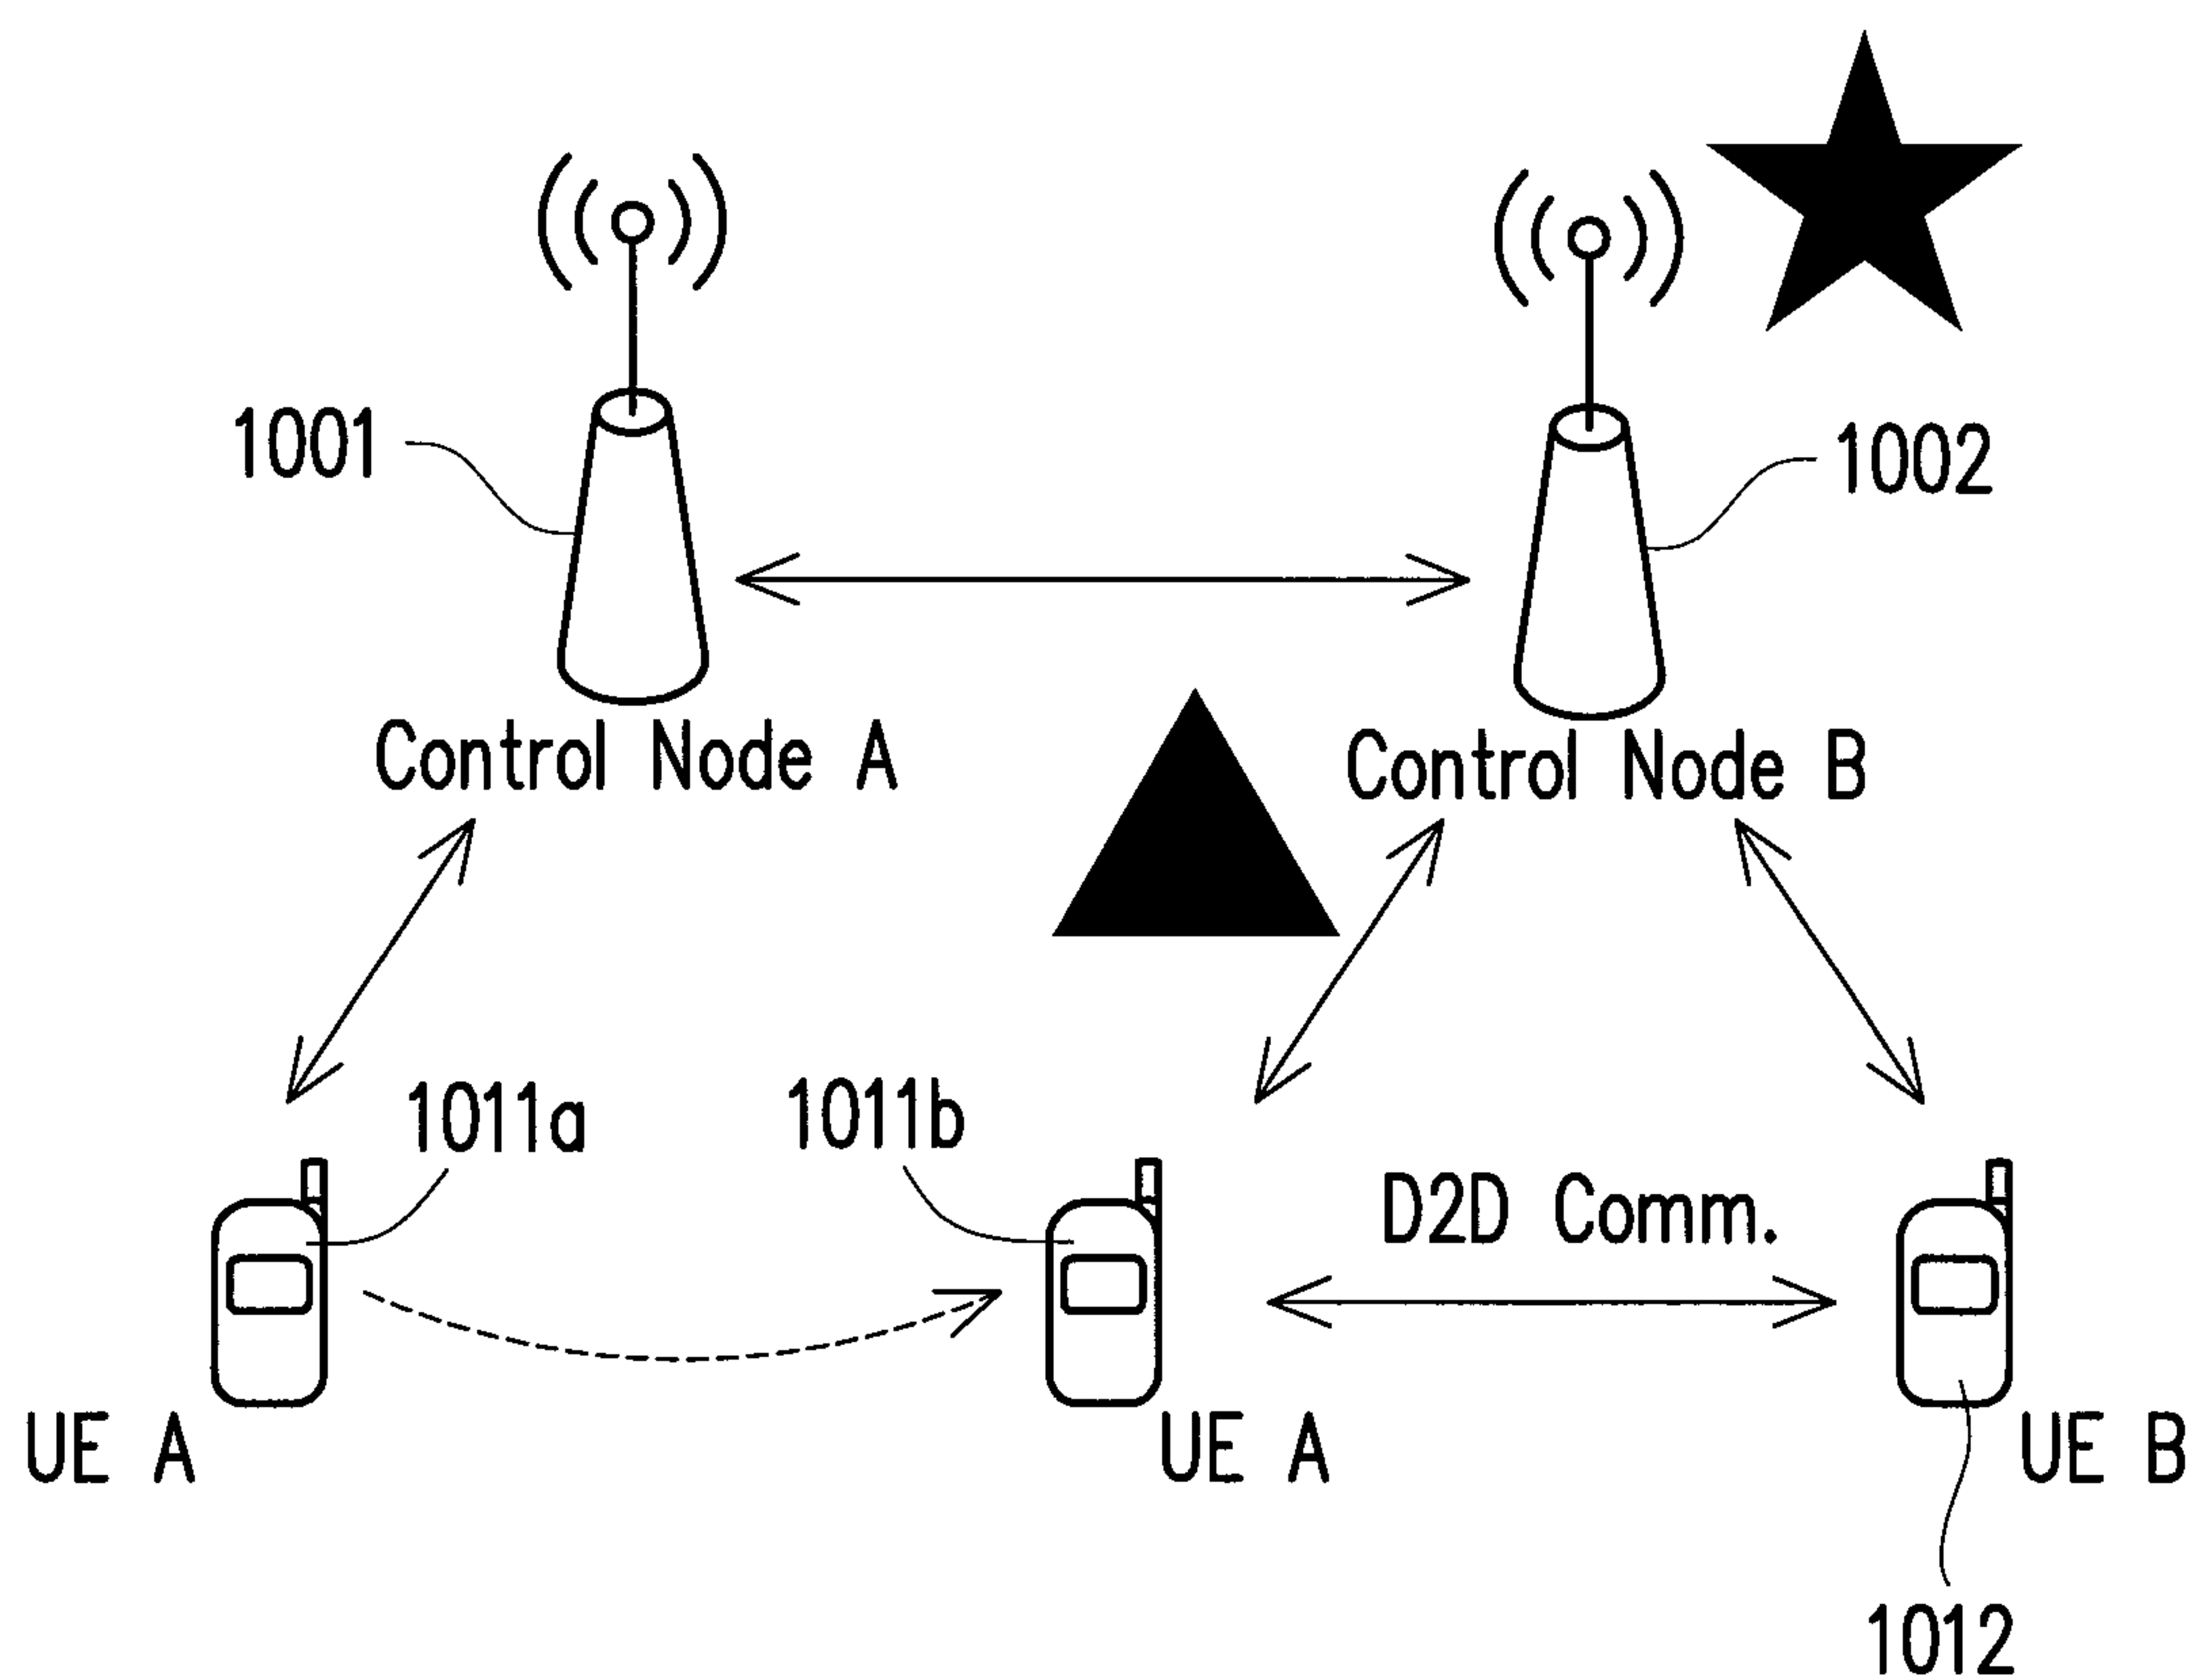 1001
1002
Control Node A
Control Node B
1011a
1011b
D2D Comm.
UE A
UE A
UE B
1012